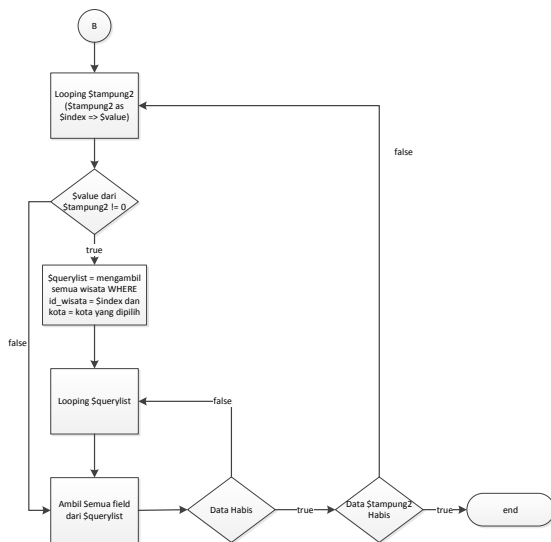 B
Looping $tampung2
($tampung2 as
$index => $value)
false
$value dari
$tampung2 != 0
true
$querylist = mengambil
semua wisata WHERE
id_wisata = $index dan
kota = kota yang dipilih
false
Looping $querylist
false
Ambil Semua field
dari $querylist
Data Habis
true
Data $tampung2
Habis
true
end